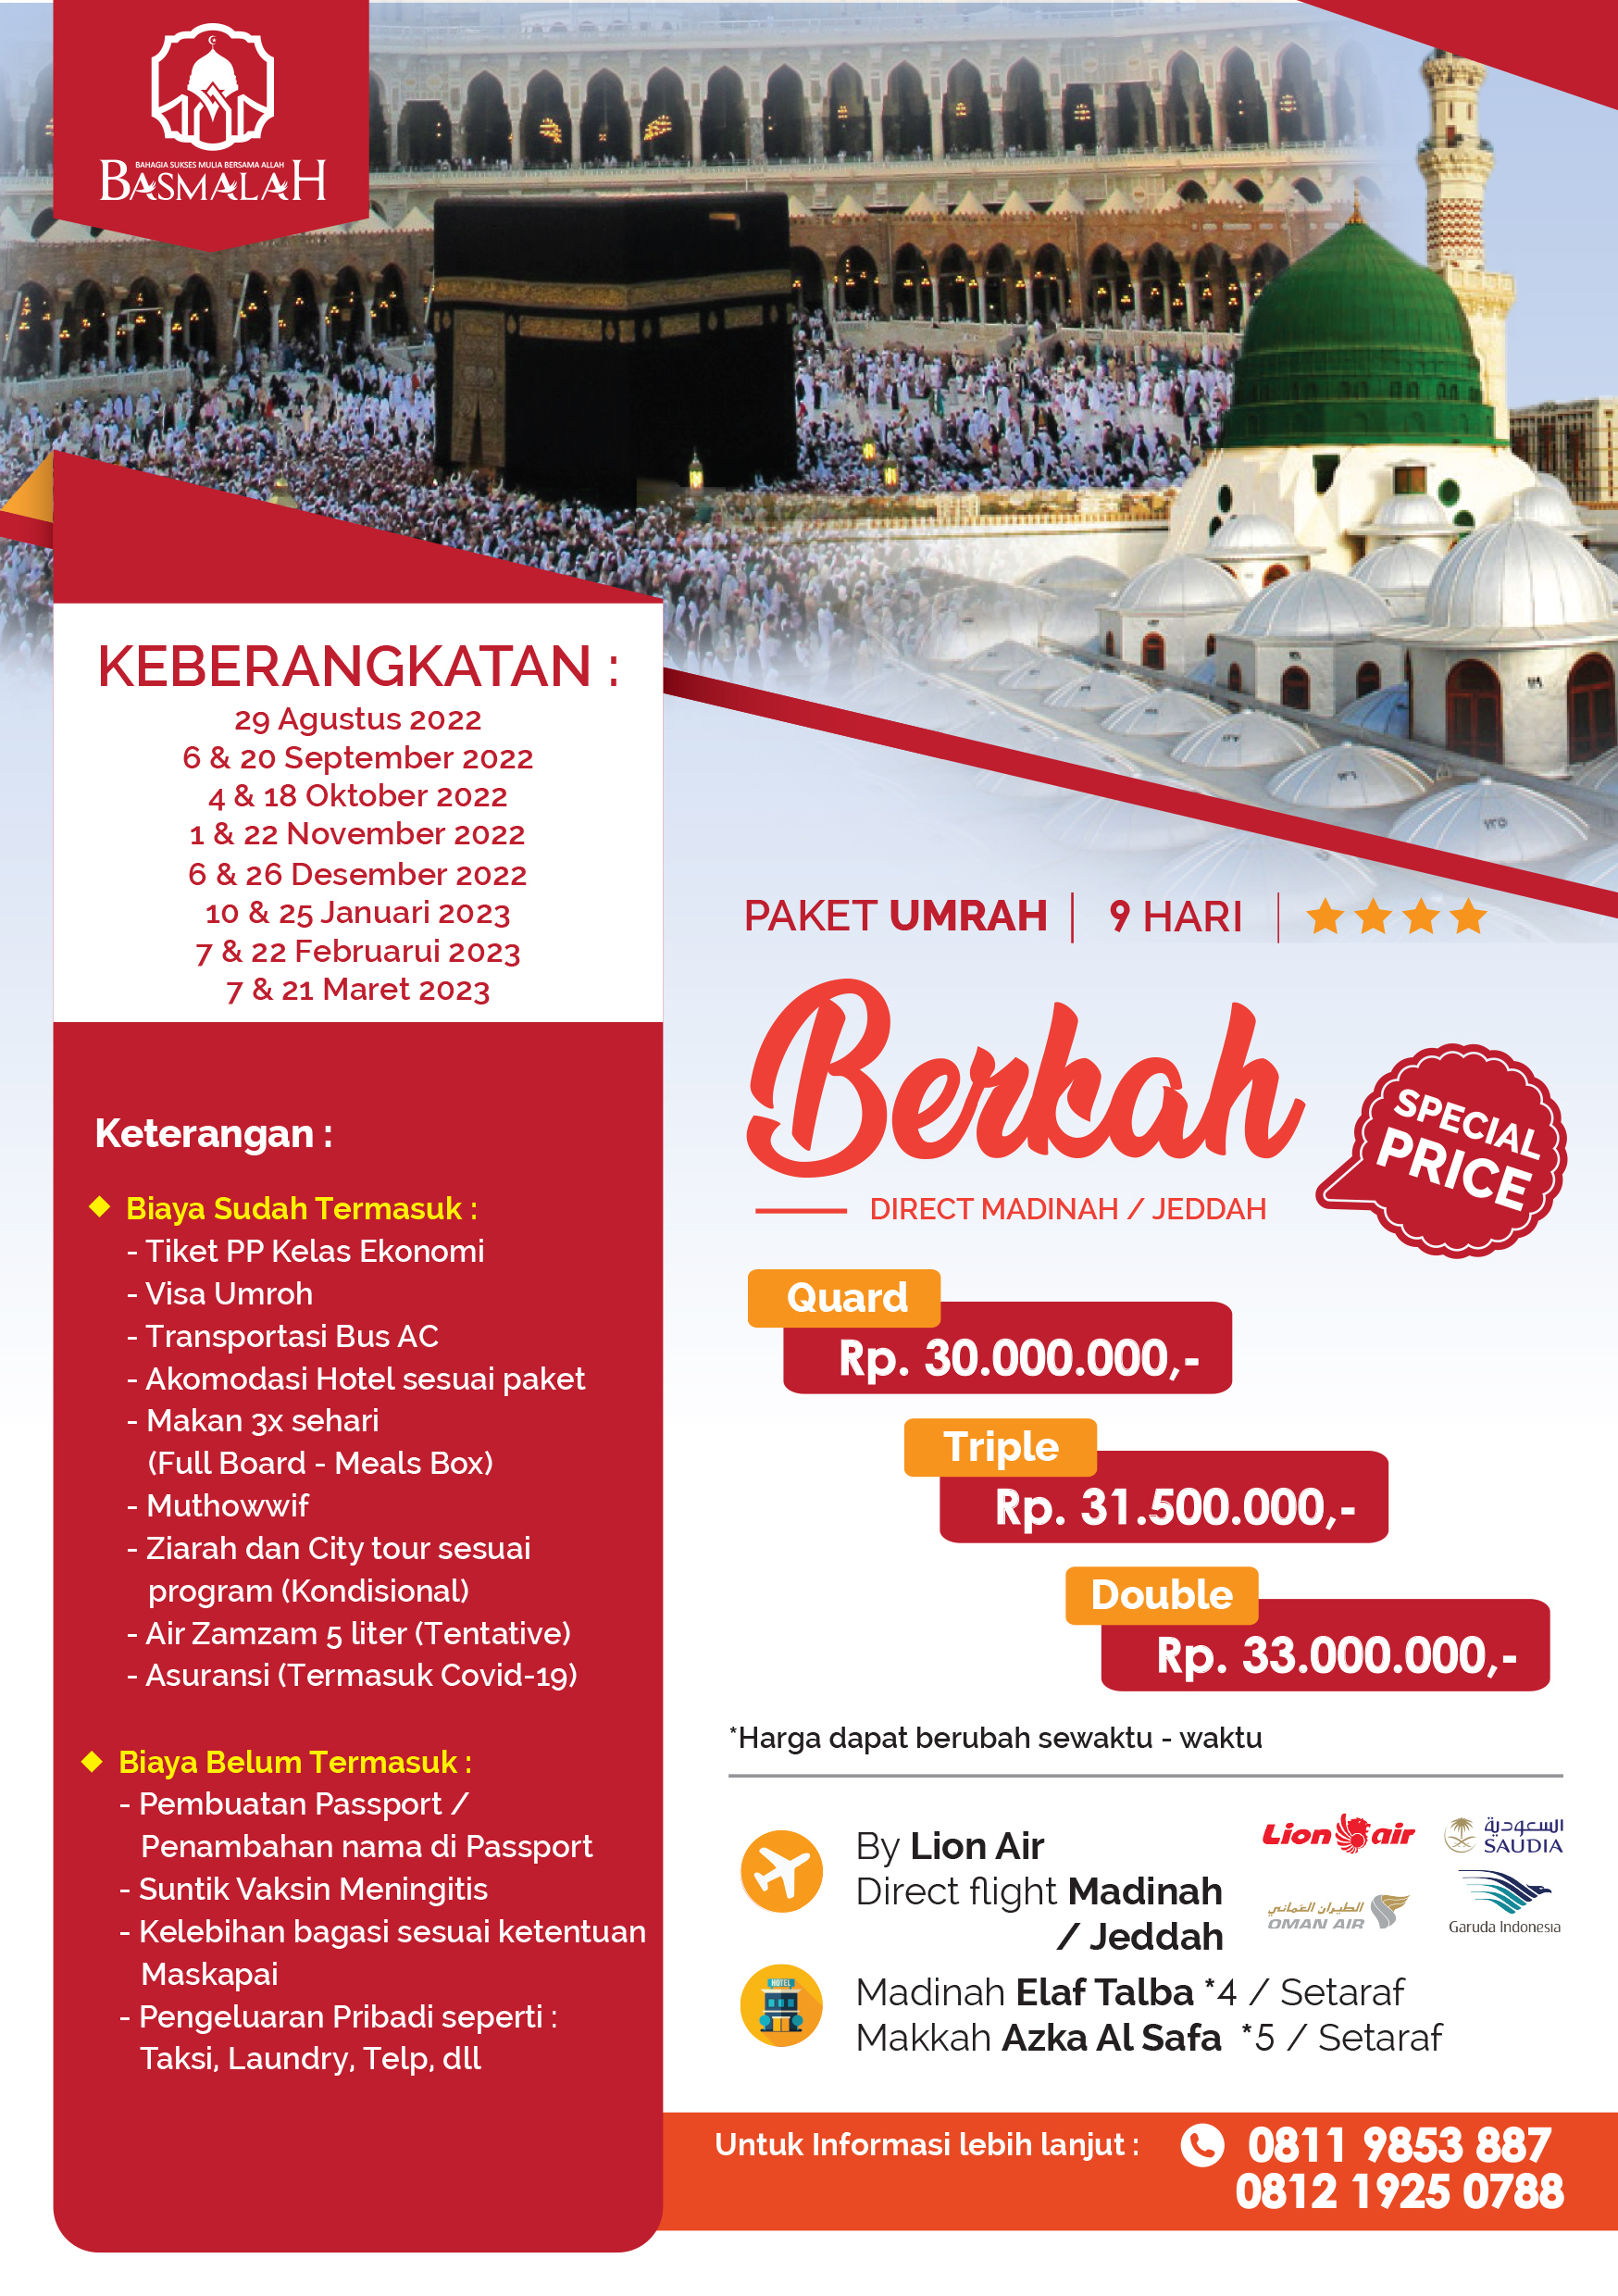 BAHAGIA SUKSES MULIA BERSAMA ALLAH
BASMALAH
KEBERANGKATAN :
29 Agustus 2022
6 & 20 September 2022
4 & 18 Oktober 2022
1 & 22 November 2022
6 & 26 Desember 2022
10 & 25 Januari 2023
7 & 22 Februarui 2023
7 & 21 Maret 2023
Keterangan :
Biaya Sudah Termasuk :
- Tiket PP Kelas Ekonomi
- Visa Umroh
- Transportasi Bus AC
- Akomodasi Hotel sesuai paket
- Makan 3x sehari
(Full Board - Meals Box)
- Muthowwif
- Ziarah dan City tour sesuai
program (Kondisional)
- Air Zamzam 5 liter (Tentative)
- Asuransi (Termasuk Covid-19)
Biaya Belum Termasuk :
- Pembuatan Passport /
Penambahan nama di Passport
- Suntik Vaksin Meningitis
- Kelebihan bagasi sesuai ketentuan
Maskapai
- Pengeluaran Pribadi seperti :
Taksi, Laundry, Telp, dll
PAKET UMRAH | 9 HARI |
Berkah
DIRECT MADINAH / JEDDAH
SPECIAL
PRICE
Quard
Rp. 30.000.000,-
Triple
Rp. 31.500.000,-
Double
Rp. 33.000.000,-
*Harga dapat berubah sewaktu - waktu
By Lion Air
Direct flight Madinah
/ Jeddah
Lion air
السعودية
SAUDIA
الطيران العماني
OMAN AIR
Garuda Indonesia
HOTEL
Madinah Elaf Talba *4 / Setaraf
Makkah Azka Al Safa *5 / Setaraf
Untuk Informasi lebih lanjut :
0811 9853 887
0812 1925 0788